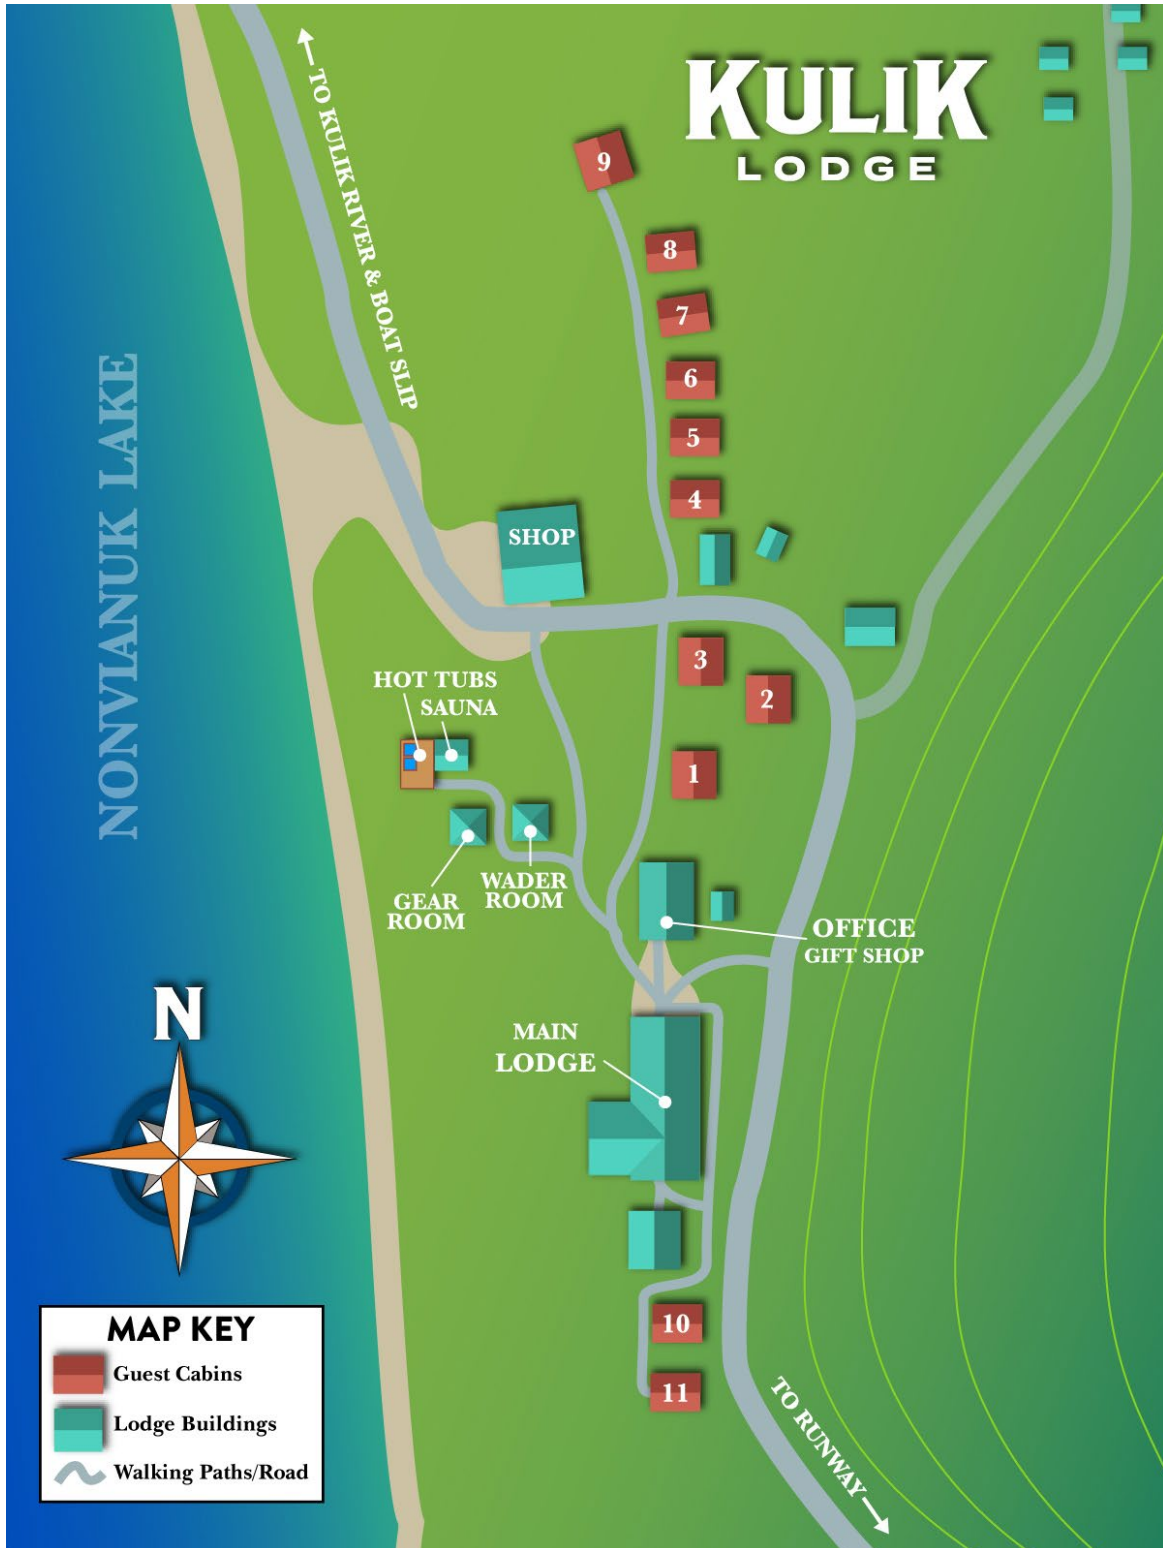 KULIK
LODGE
TO KULIK RIVER & BOAT SLIP
9
8
7
6
5
4
SHOP
3
2
1
HOT TUBS
SAUNA
GEAR
ROOM
WADER
ROOM
OFFICE
GIFT SHOP
MAIN
LODGE
NONVIANUK LAKE
N
10
11
TO RUNWAY
MAP KEY
Guest Cabins
Lodge Buildings
Walking Paths/Road